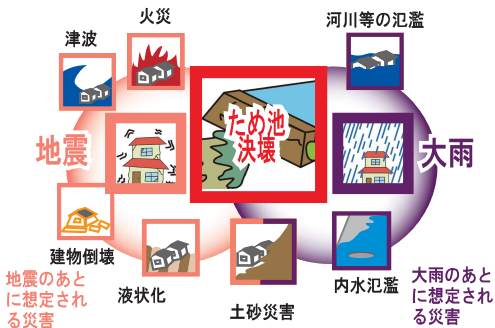 火災
河川等の氾濫
津波
ため池
決壊
地震
大雨
建物倒壊
液状化
土砂災害
内水氾濫
地震のあと
に想定され
る災害
大雨のあと
に想定され
る災害